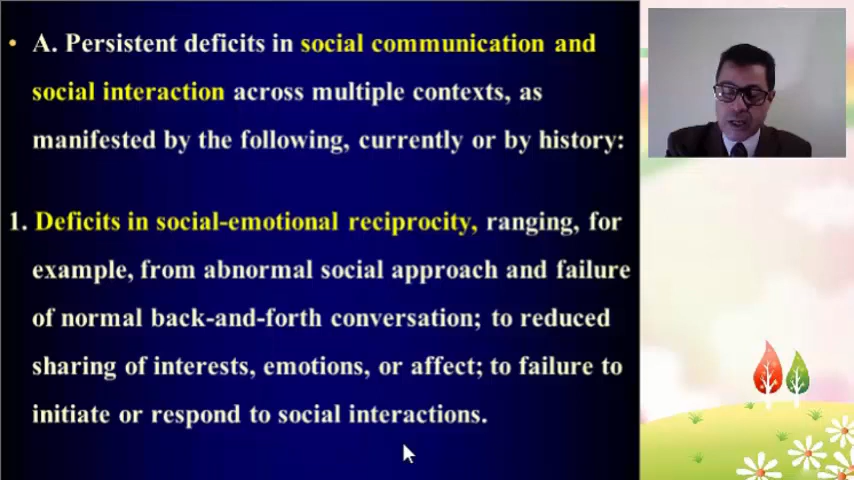 • A. Persistent deficits in social communication and
social interaction across multiple contexts, as
manifested by the following, currently or by history:
1. Deficits in social-emotional reciprocity, ranging, for
example, from abnormal social approach and failure
of normal back-and-forth conversation; to reduced
sharing of interests, emotions, or affect; to failure to
initiate or respond to social interactions.